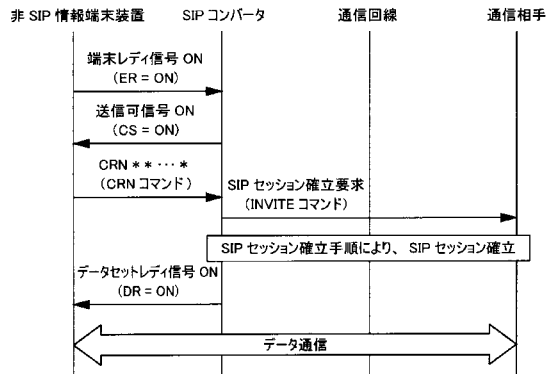 非 SIP 情報端末装置
SIP コンバータ
通信回線
通信相手
端末レディ信号 ON
(ER = ON)
送信可信号 ON
(CS = ON)
CRN * * ··· *
(CRN コマンド)
SIP セッション確立要求
(INVITE コマンド)
SIP セッション確立手順により、 SIP セッション確立
データセットレディ信号 ON
(DR = ON)
データ通信